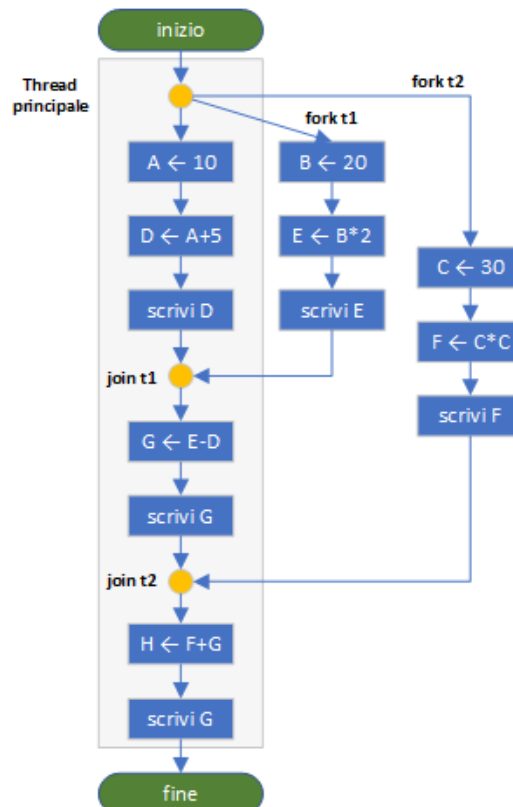 inizio
Thread
principale
fork t2
fork t1
A ← 10
B ← 20
D ← A+5
E ← B*2
C ← 30
scrivi D
scrivi E
F ← C*C
join t1
scrivi F
G ← E-D
scrivi G
join t2
H ← F+G
scrivi G
fine